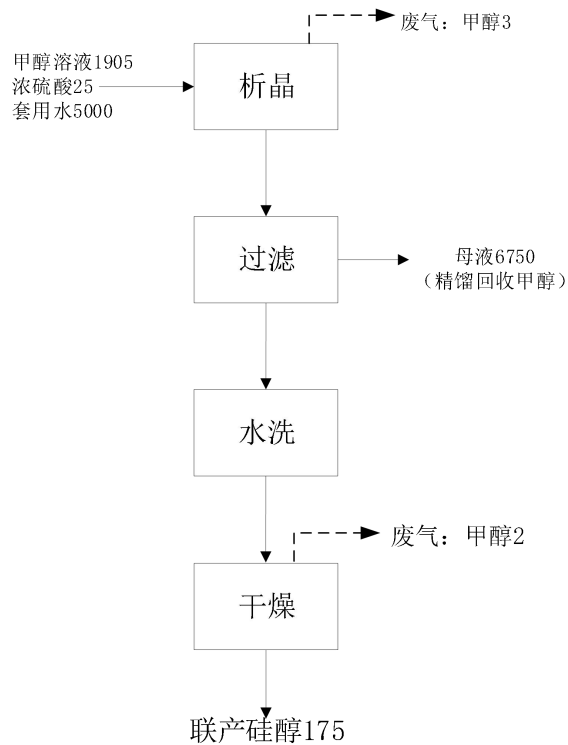 废气：甲醇3
甲醇溶液1905
浓硫酸25
套用水5000
析晶
过滤
母液6750
（精馏回收甲醇）
水洗
废气：甲醇2
干燥
联产硅醇175